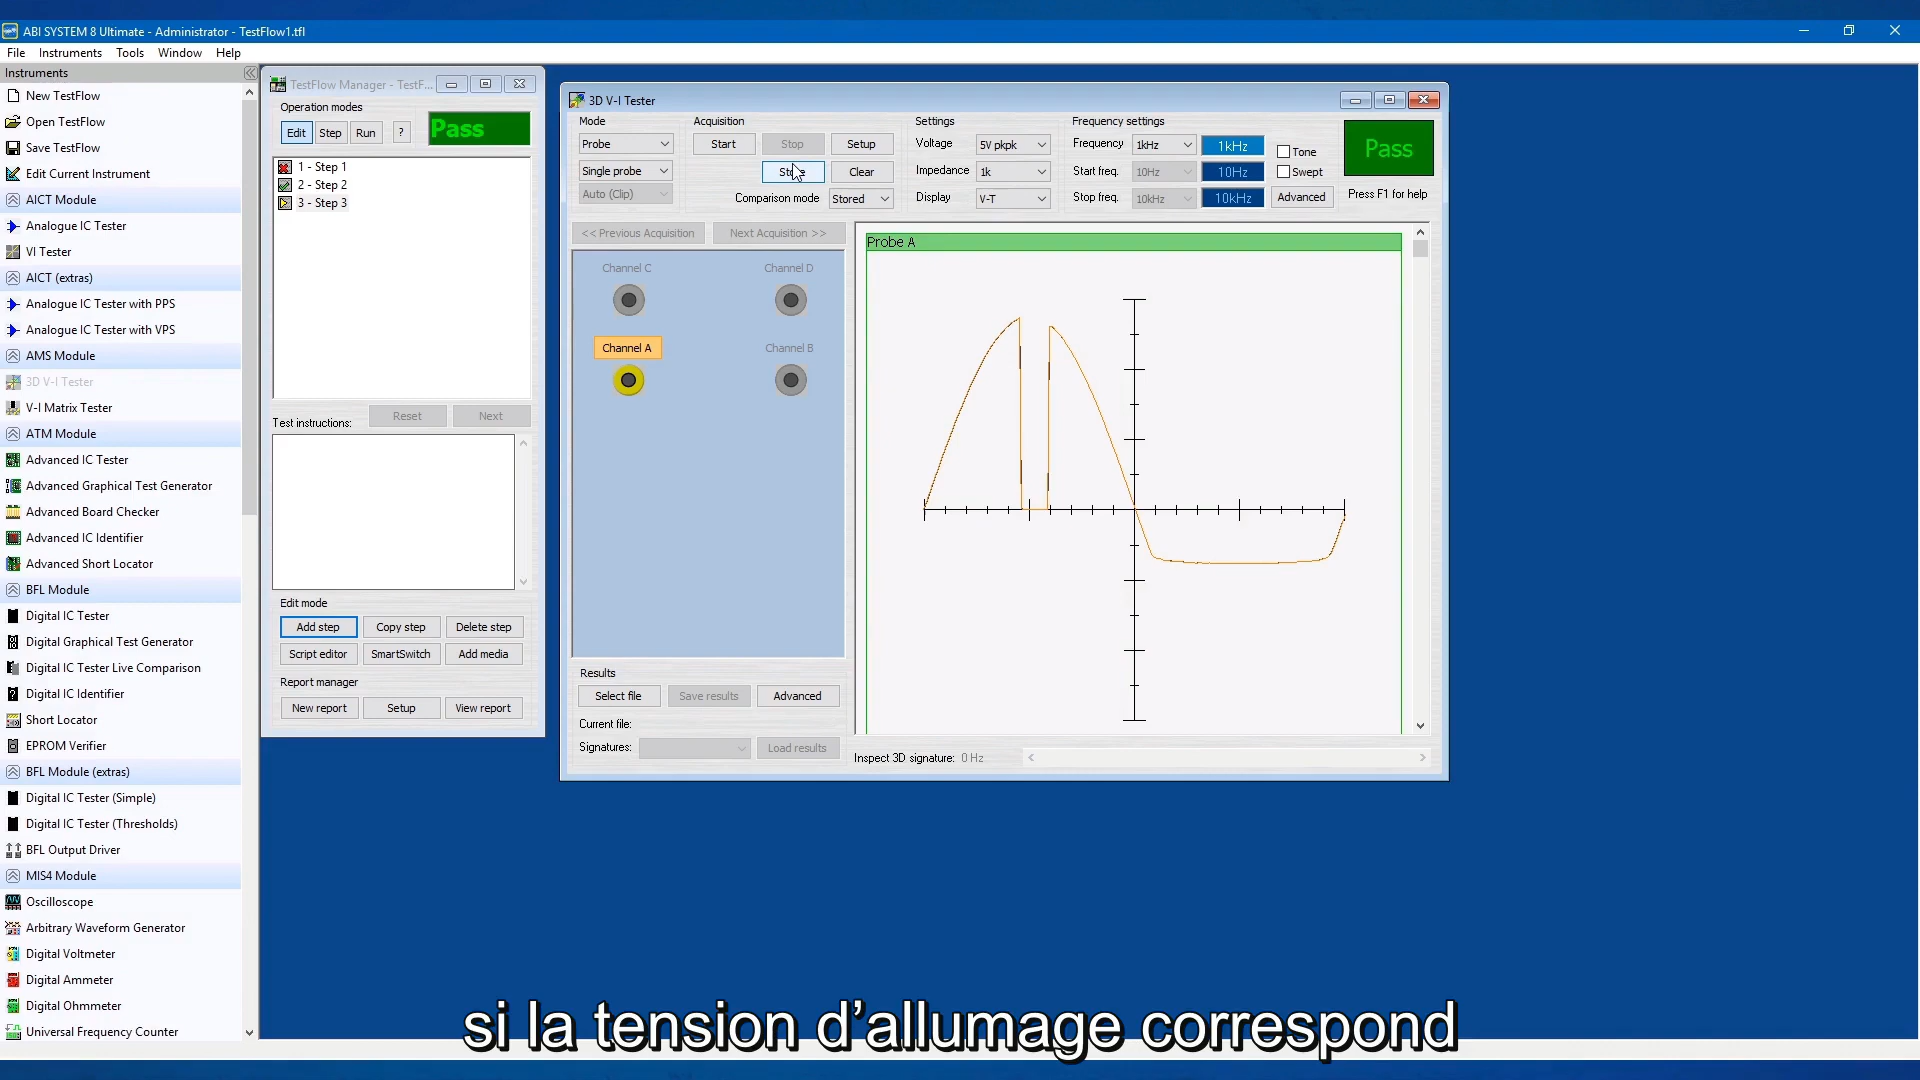 ABI SYSTEM 8 Ultimate - Administrator - TestFlow1.tfl
File Instruments Tools Window Help
Instruments
New TestFlow
Open TestFlow
Save TestFlow
Edit Current Instrument
AICT Module
Analogue IC Tester
VI Tester
AICT (extras)
Analogue IC Tester with PPS
Analogue IC Tester with VPS
AMS Module
3D V-I Tester
V-I Matrix Tester
ATM Module
Advanced IC Tester
Advanced Graphical Test Generator
Advanced Board Checker
Advanced IC Identifier
Advanced Short Locator
BFL Module
Digital IC Tester
Digital Graphical Test Generator
Digital IC Tester Live Comparison
Digital IC Identifier
Short Locator
EPROM Verifier
BFL Module (extras)
Digital IC Tester (Simple)
Digital IC Tester (Thresholds)
BFL Output Driver
MIS4 Module
Oscilloscope
Arbitrary Waveform Generator
Digital Voltmeter
Digital Ammeter
Digital Ohmmeter
Universal Frequency Counter
TestFlow Manager - TestF...
Operation modes
Edit Step Run ? Pass
1 - Step 1
2 - Step 2
3 - Step 3
Test instructions: Reset Next
Edit mode
Add step Copy step Delete step
Script editor SmartSwitch Add media
Report manager
New report Setup View report
3D V-I Tester
Mode Acquisition Settings Frequency settings
Probe Start Stop Setup Voltage 5V pkpk Frequency 1kHz 1kHz Tone Pass
Single probe Clear Impedance 1k Start freq. 10Hz 10Hz Swept
Auto (Clip) Comparison mode Stored Display V-T Stop freq. 10kHz 10kHz Advanced Press F1 for help
<< Previous Acquisition Next Acquisition >>
Channel C Channel D
Channel A Channel B
Probe A
Results
Select file Save results Advanced
Current file:
Signatures: Load results
Inspect 3D signature: 0 Hz
si la tension d’allumage correspond